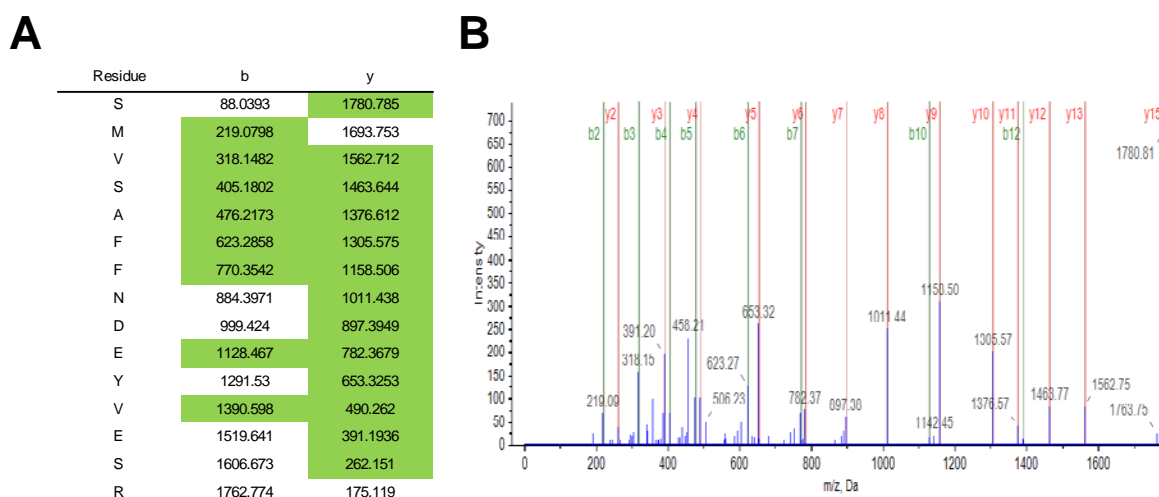 A
Residue b y
S 88.0393 1780.785
M 219.0798 1693.753
V 318.1482 1562.712
S 405.1802 1463.644
A 476.2173 1376.612
F 623.2858 1305.575
F 770.3542 1158.506
N 884.3971 1011.438
D 999.424 897.3949
E 1128.467 782.3679
Y 1291.53 653.3253
V 1390.598 490.262
E 1519.641 391.1936
S 1606.673 262.151
R 1762.774 175.119
B
y2 y3 y4 y5 y6 y7 y8 y9 y10 y11 y12 y13 y15
b2 b3 b4 b5 b6 b7 b10 b12
1780.81
700
650
600
550
500
450
400
350
300
250
200
150
100
50
0
Intensity
219.09
318.15
391.20
458.21
506.23
623.27
653.32
782.37
897.38
1011.44
1142.45
1158.50
1305.57
1376.57
1463.77
1562.75
1763.75
0 200 400 600 800 1000 1200 1400 1600
m/z, Da